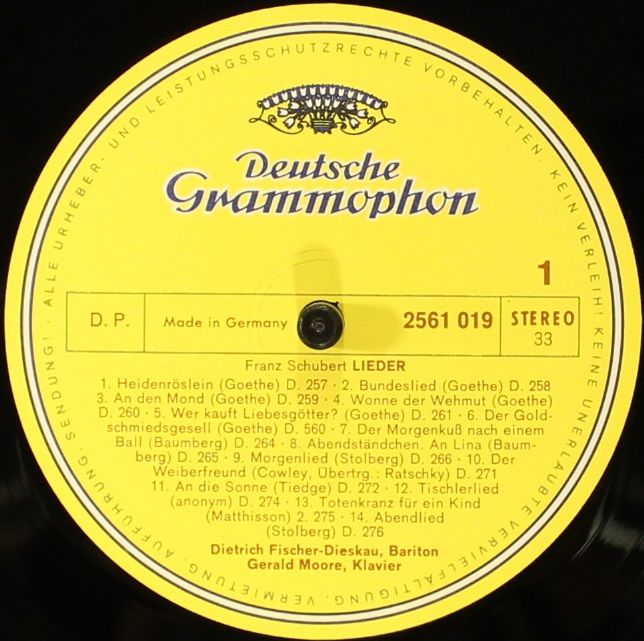 ALLE URHEBER- UND LEISTUNGSSCHUTZRECHTE VORBEHALTEN. KEIN VERLEIH! KEINE UNERLAUBTE VERVIELFÄLTIGUNG, VERMIETUNG, AUFFÜHRUNG, SENDUNG!
Deutsche
Grammophon
1
D. P.
Made in Germany
2561 019
STEREO
33
Franz Schubert LIEDER
1. Heidenröslein (Goethe) D. 257 · 2. Bundeslied (Goethe) D. 258
3. An den Mond (Goethe) D. 259 · 4. Wonne der Wehmut (Goethe)
D. 260 · 5. Wer kauft Liebesgötter? (Goethe) D. 261 · 6. Der Gold-
schmiedsgesell (Goethe) D. 560 · 7. Der Morgenkuß nach einem
Ball (Baumberg) D. 264 · 8. Abendständchen. An Lina (Baum-
berg) D. 265 · 9. Morgenlied (Stolberg) D. 266 · 10. Der
Weiberfreund (Cowley, Übertrg.: Ratschky) D. 271
11. An die Sonne (Tiedge) D. 272 · 12. Tischlerlied
(anonym) D. 274 · 13. Totenkranz für ein Kind
(Matthisson) 2. 275 · 14. Abendlied
(Stolberg) D. 276
Dietrich Fischer-Dieskau, Bariton
Gerald Moore, Klavier